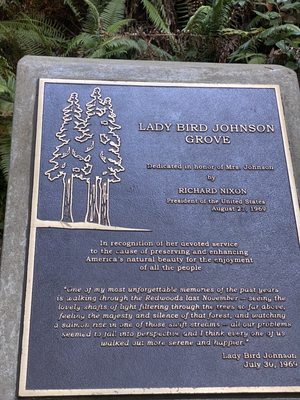 LADY BIRD JOHNSON
GROVE
Dedicated in honor of Mrs. Johnson
by
RICHARD NIXON
President of the United States
August 27, 1969
In recognition of her devoted service
to the cause of preserving and enhancing
America's natural beauty for the enjoyment
of all the people
"One of my most unforgettable memories of the past years
is walking through the Redwoods last November — seeing the
lovely shafts of light filtering through the trees so far above,
feeling the majesty and silence of that forest, and watching
a salmon rise in one of those swift streams — all our problems
seemed to fall into perspective and I think every one of us
walked out more serene and happier."
Lady Bird Johnson
July 30, 1969